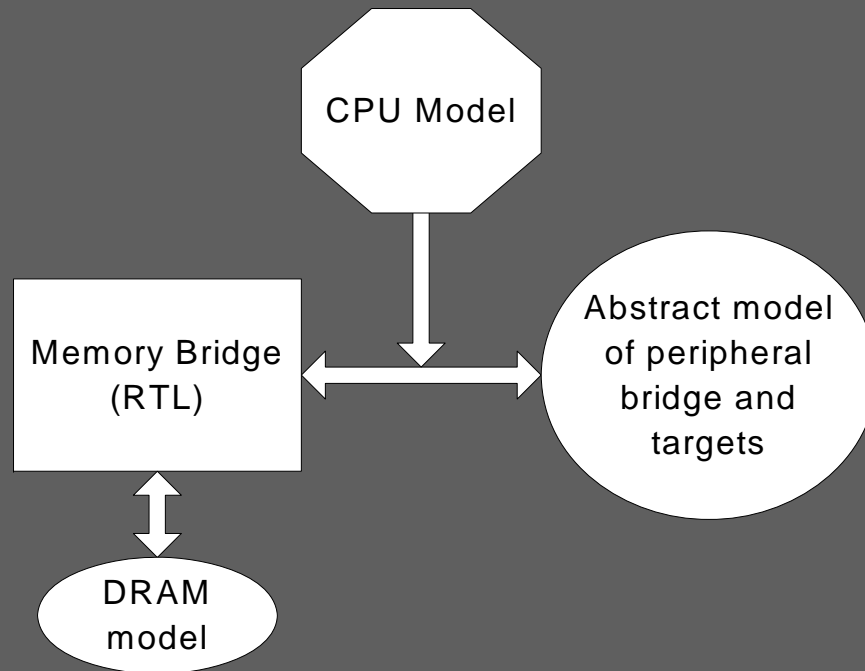 CPU Model
Memory Bridge
(RTL)
Abstract model
of peripheral
bridge and
targets
DRAM
model